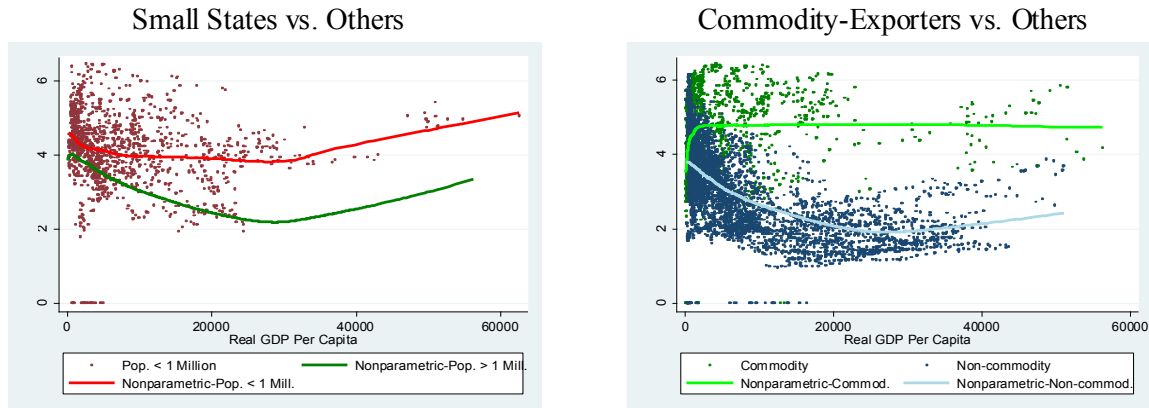 Small States vs. Others
6
4
2
0
0
20000
40000
60000
Real GDP Per Capita
Pop. < 1 Million
Nonparametric-Pop. > 1 Mill.
Nonparametric-Pop. < 1 Mill.
Commodity-Exporters vs. Others
6
4
2
0
0
20000
40000
60000
Real GDP Per Capita
Commodity
Non-commodity
Nonparametric-Commod.
Nonparametric-Non-commod.